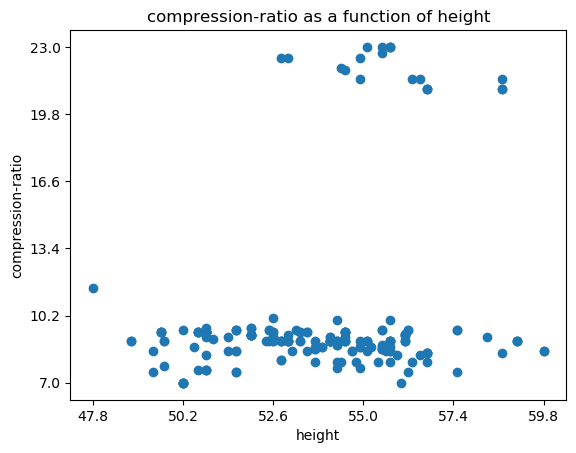 compression-ratio as a function of height
compression-ratio
23.0
19.8
16.6
13.4
10.2
7.0
47.8 50.2 52.6 55.0 57.4 59.8
height